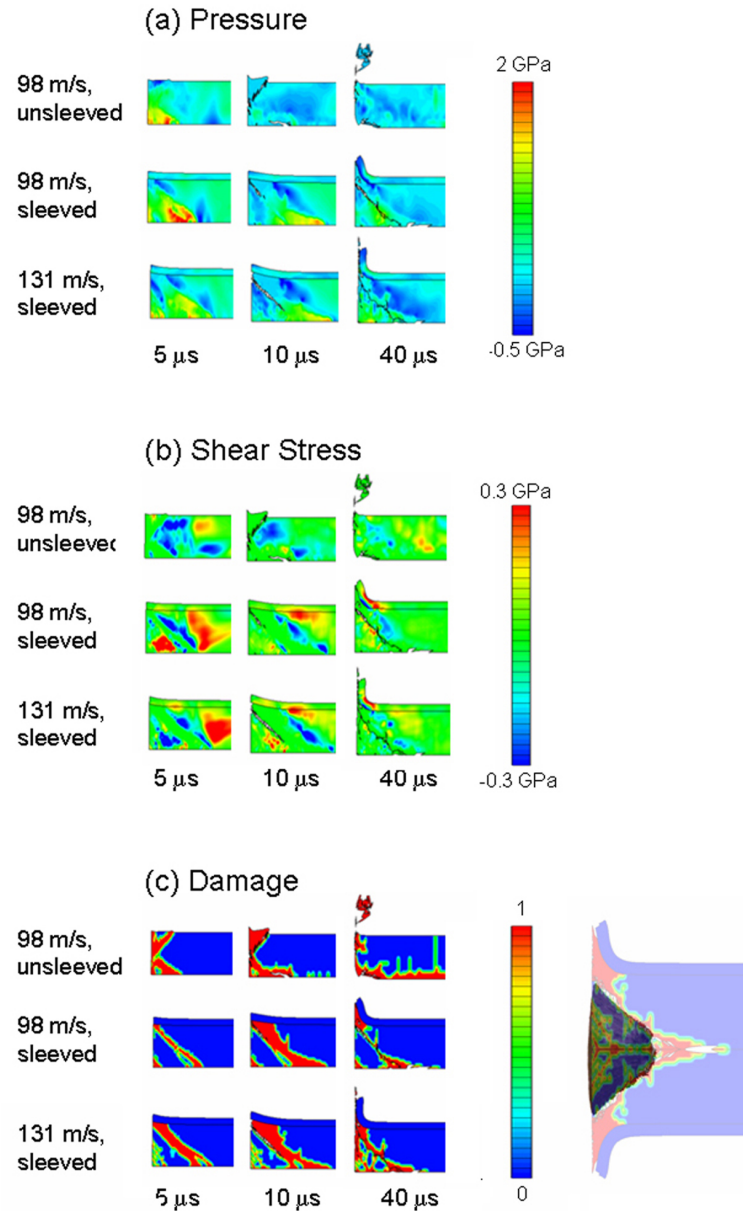 (a) Pressure
98 m/s,
unsleeved
98 m/s,
sleeved
131 m/s,
sleeved
5 µs
10 µs
40 µs
2 GPa
-0.5 GPa
(b) Shear Stress
98 m/s,
unsleeved
98 m/s,
sleeved
131 m/s,
sleeved
5 µs
10 µs
40 µs
0.3 GPa
-0.3 GPa
(c) Damage
98 m/s,
unsleeved
98 m/s,
sleeved
131 m/s,
sleeved
5 µs
10 µs
40 µs
1
0